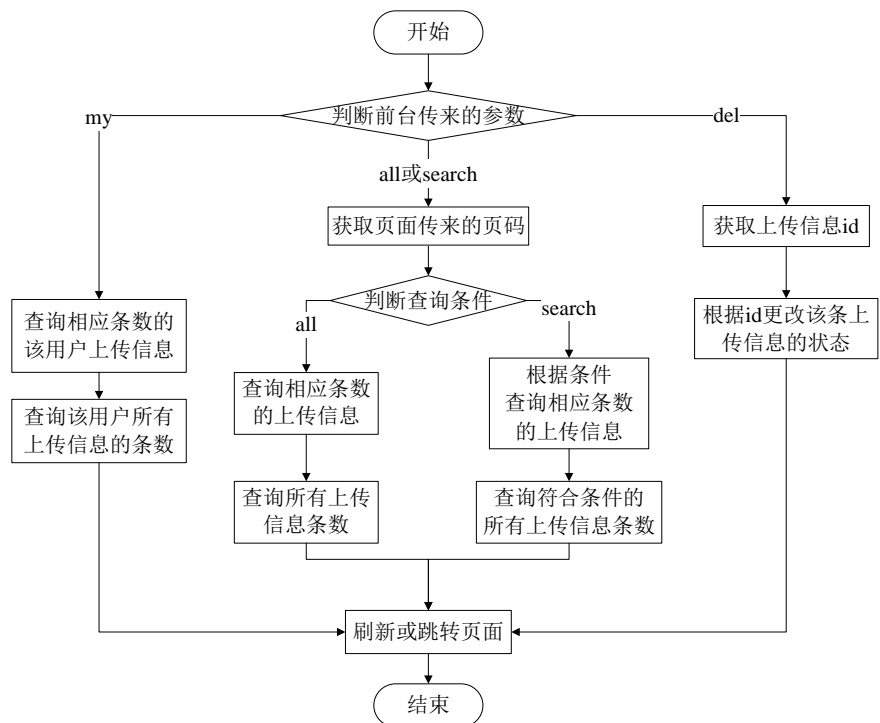 开始
判断前台传来的参数
my
del
all或search
获取页面传来的页码
获取上传信息id
判断查询条件
all
search
查询相应条数的
该用户上传信息
根据id更改该条上
传信息的状态
查询相应条数
的上传信息
根据条件
查询相应条数
的上传信息
查询该用户所有
上传信息的条数
查询所有上传
信息条数
查询符合条件的
所有上传信息条数
刷新或跳转页面
结束